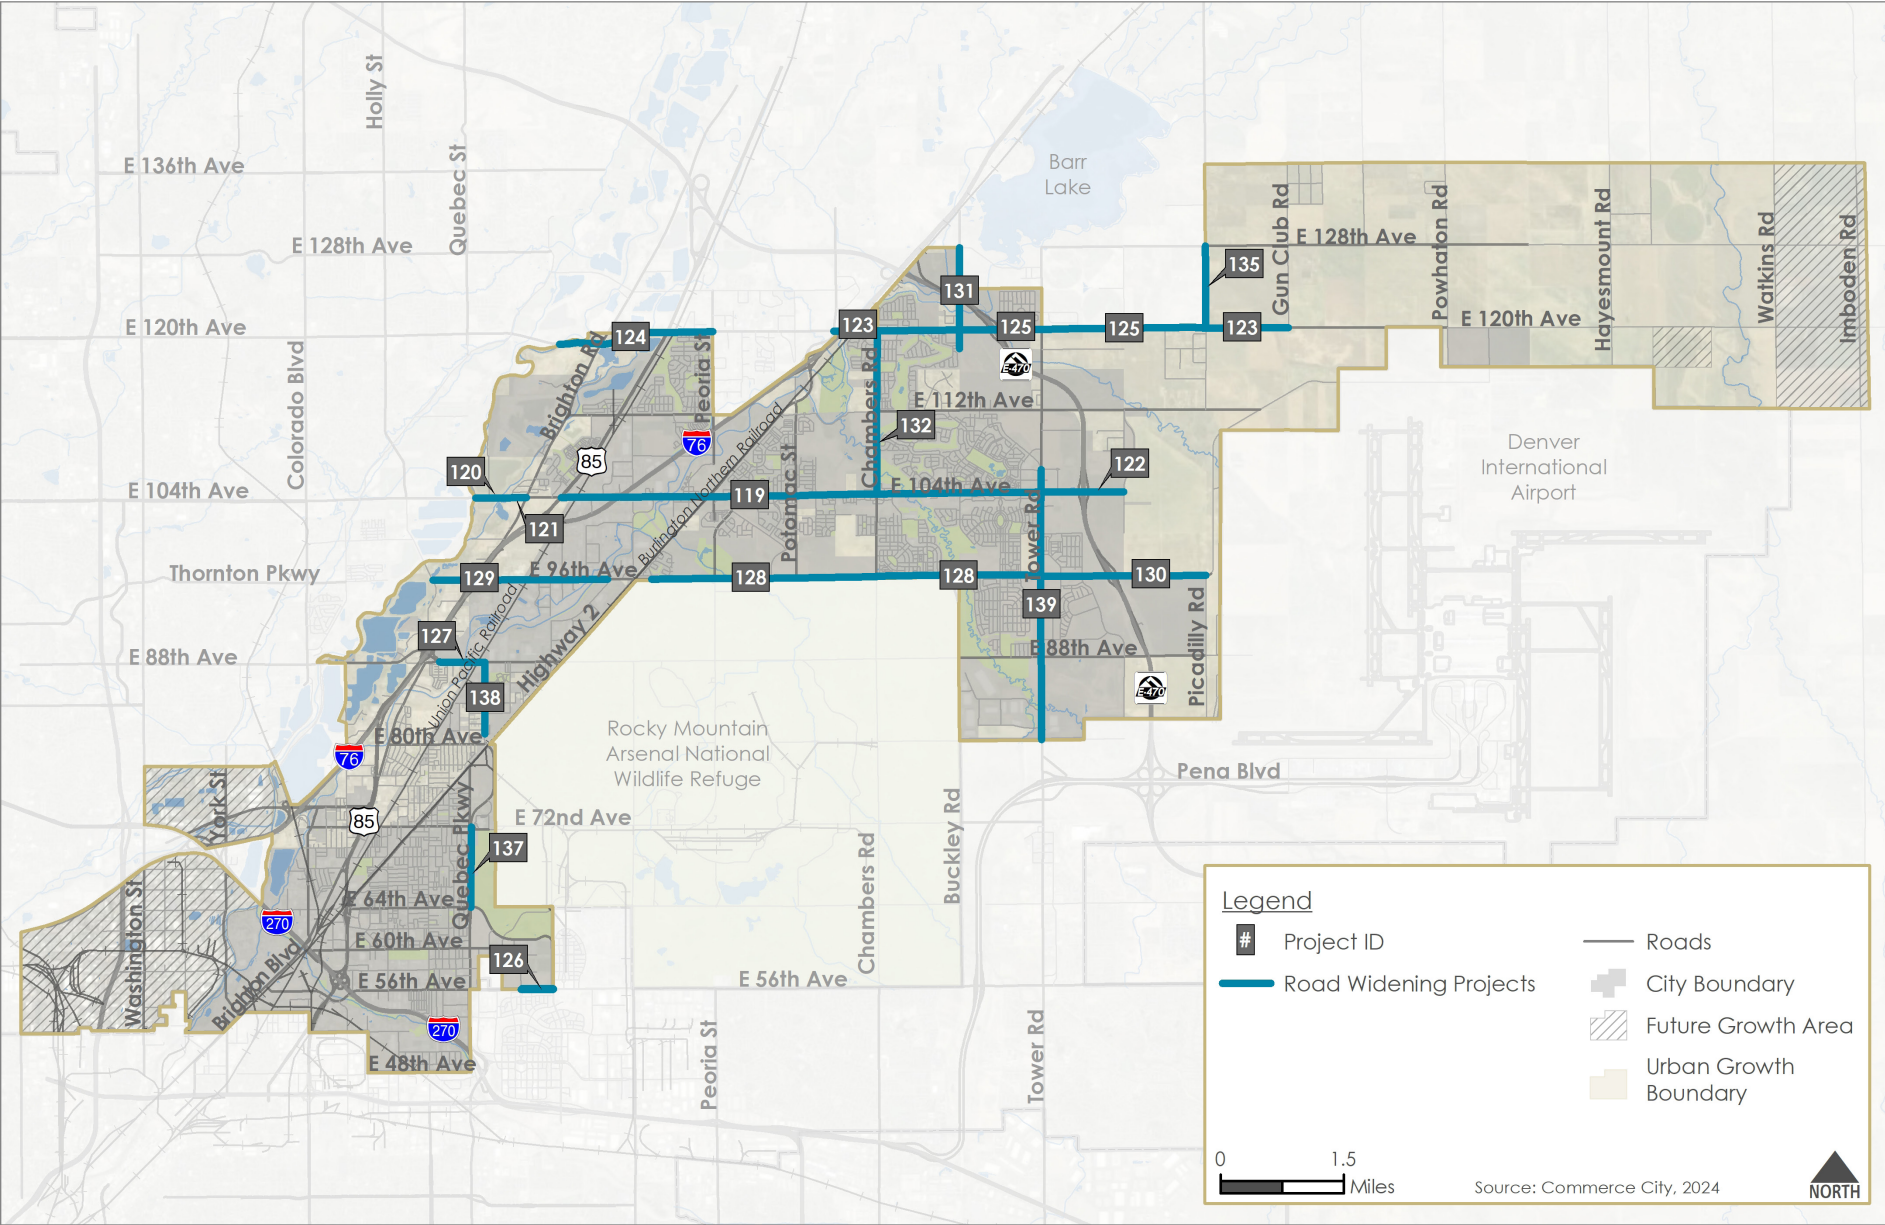 Holly St
Quebec St
E 136th Ave
E 128th Ave
E 120th Ave
Colorado Blvd
E 104th Ave
Thornton Pkwy
E 88th Ave
Barr
Lake
131
135
Gun Club Rd
E 128th Ave
Powhaton Rd
Hayesmount Rd
Watkins Rd
Imboden Rd
124
Brighton Rd
Peoria St
123
125
125
123
E 120th Ave
E-470
Chambers Rd
E 112th Ave
132
76
85
Burlington Northern Railroad
Potomac St
120
121
119
E 104th Ave
122
Tower Rd
Denver
International
Airport
129
E 96th Ave
128
128
130
139
Union Pacific Railroad
Highway 2
127
138
E 88th Ave
Picadilly Rd
E-470
E 80th Ave
76
Rocky Mountain
Arsenal National
Wildlife Refuge
Pena Blvd
York St
85
Quebec Pkwy
E 72nd Ave
137
Chambers Rd
Buckley Rd
Washington St
E 64th Ave
270
Brighton Blvd
E 60th Ave
126
E 56th Ave
E 56th Ave
270
E 48th Ave
Peoria St
Tower Rd
Legend
# Project ID
Road Widening Projects
Roads
City Boundary
Future Growth Area
Urban Growth
Boundary
0 1.5
Miles
Source: Commerce City, 2024
NORTH